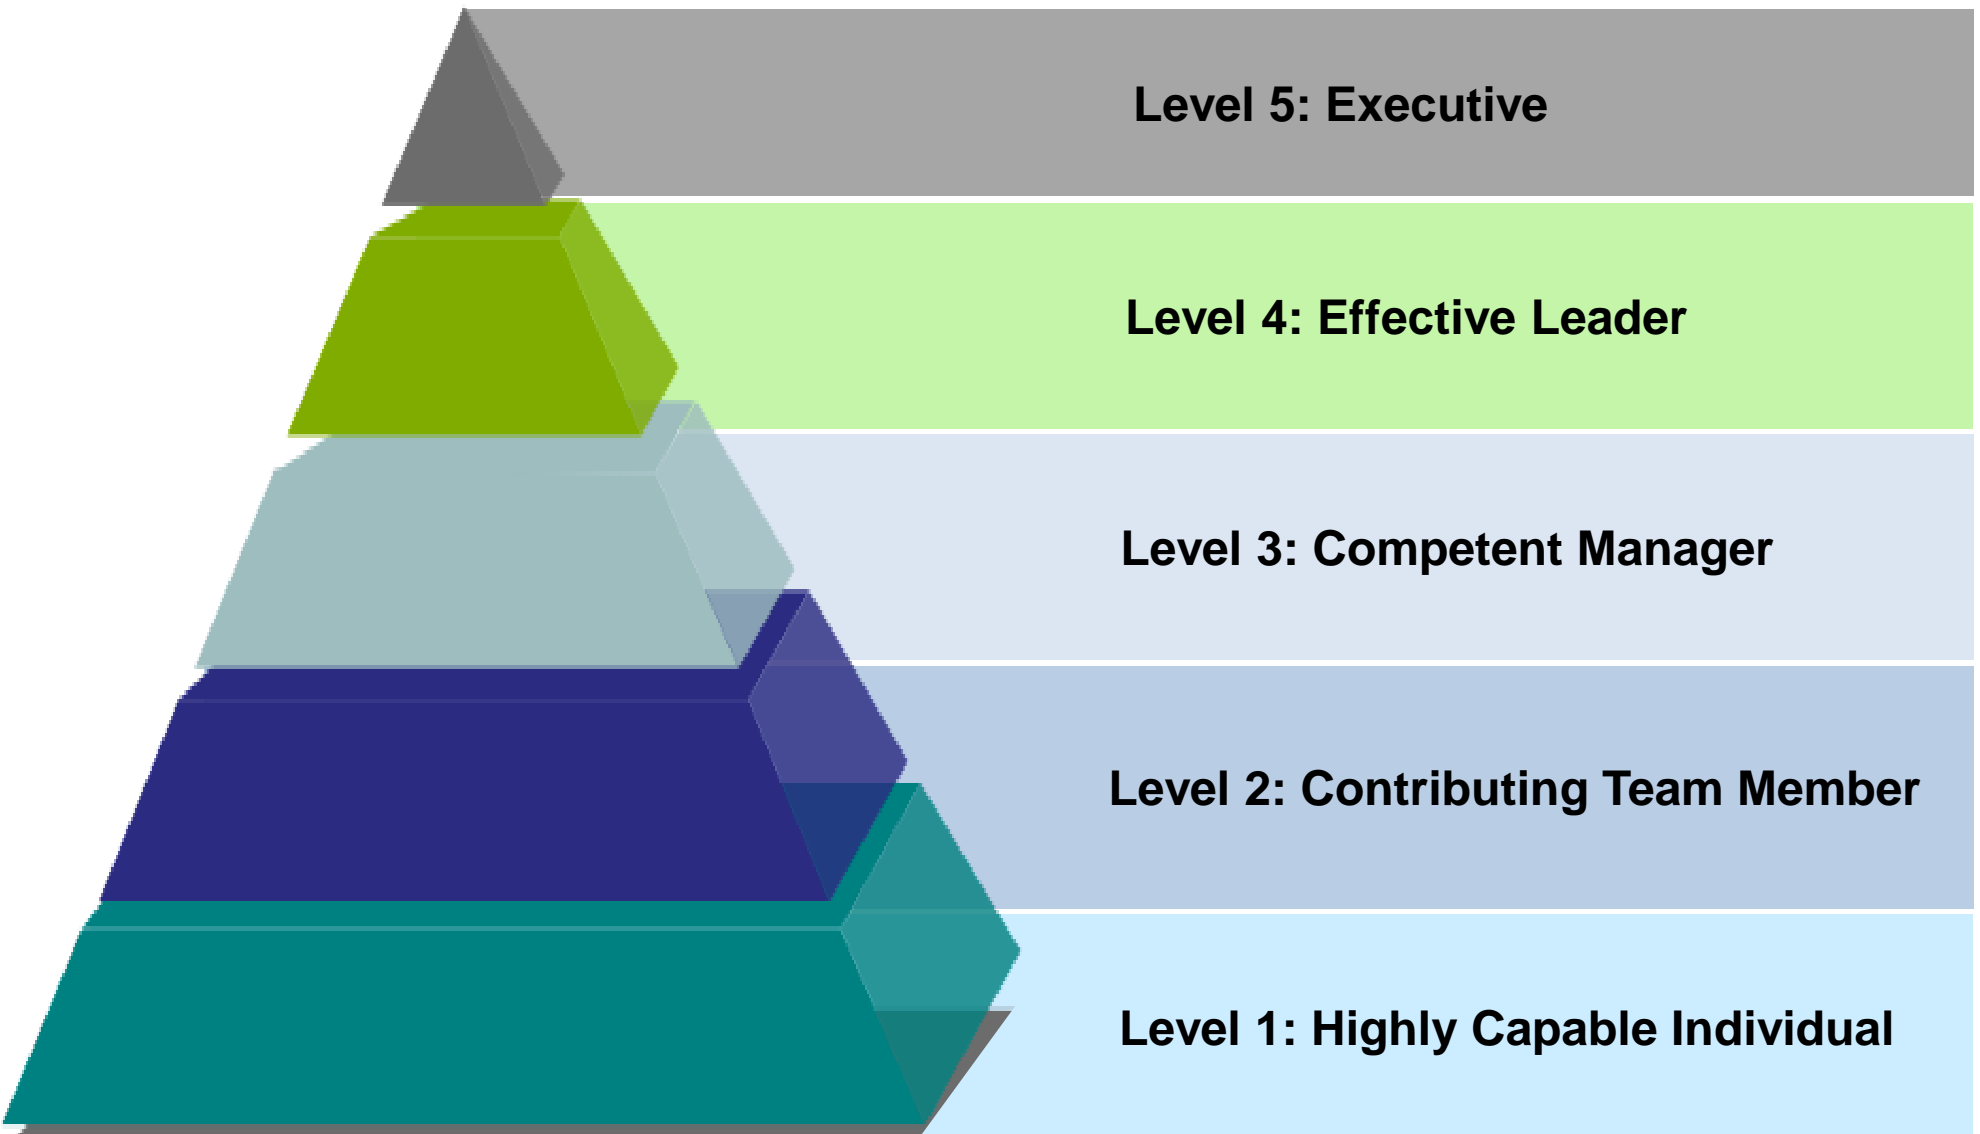 Level 5: Executive
Level 4: Effective Leader
Level 3: Competent Manager
Level 2: Contributing Team Member
Level 1: Highly Capable Individual